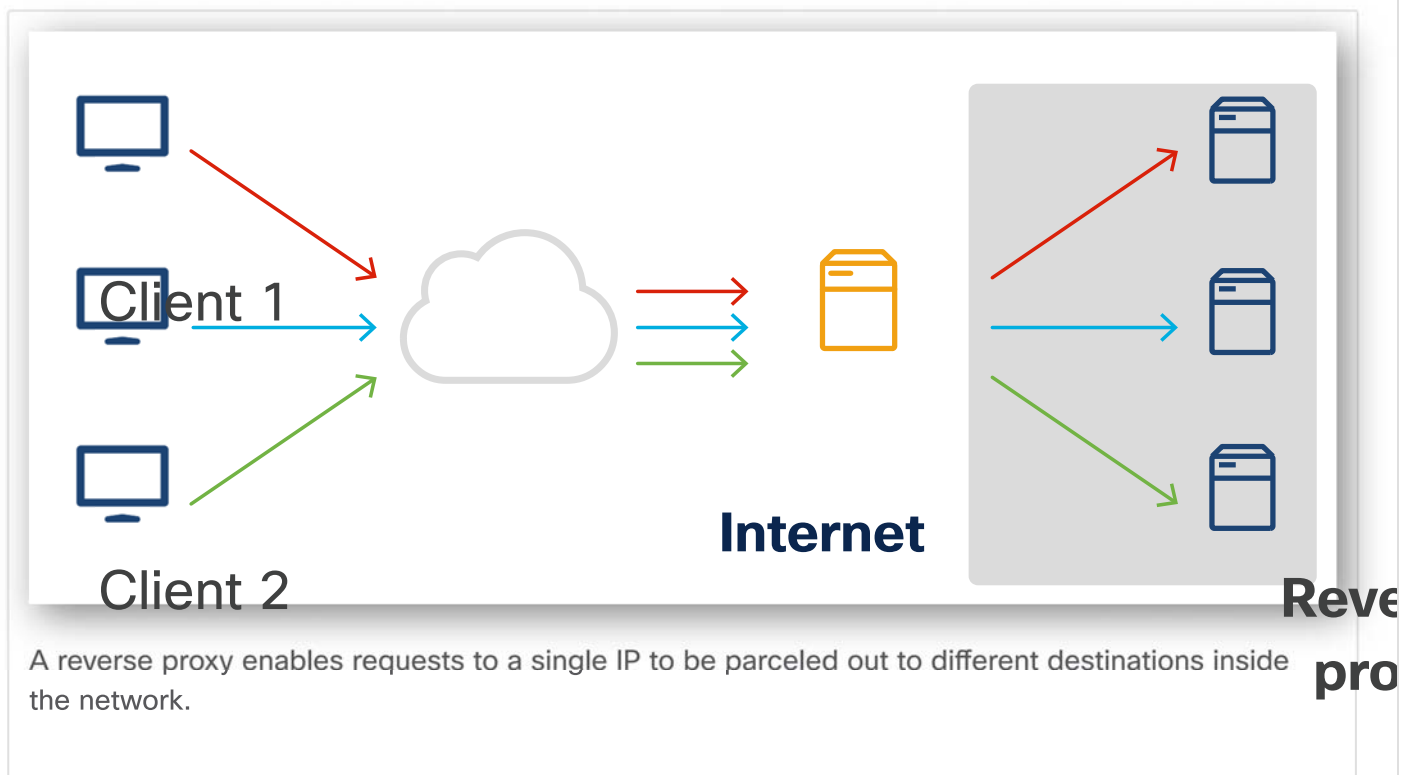 Client 1
Internet
Client 2
Reve
pro
A reverse proxy enables requests to a single IP to be parceled out to different destinations inside
the network.